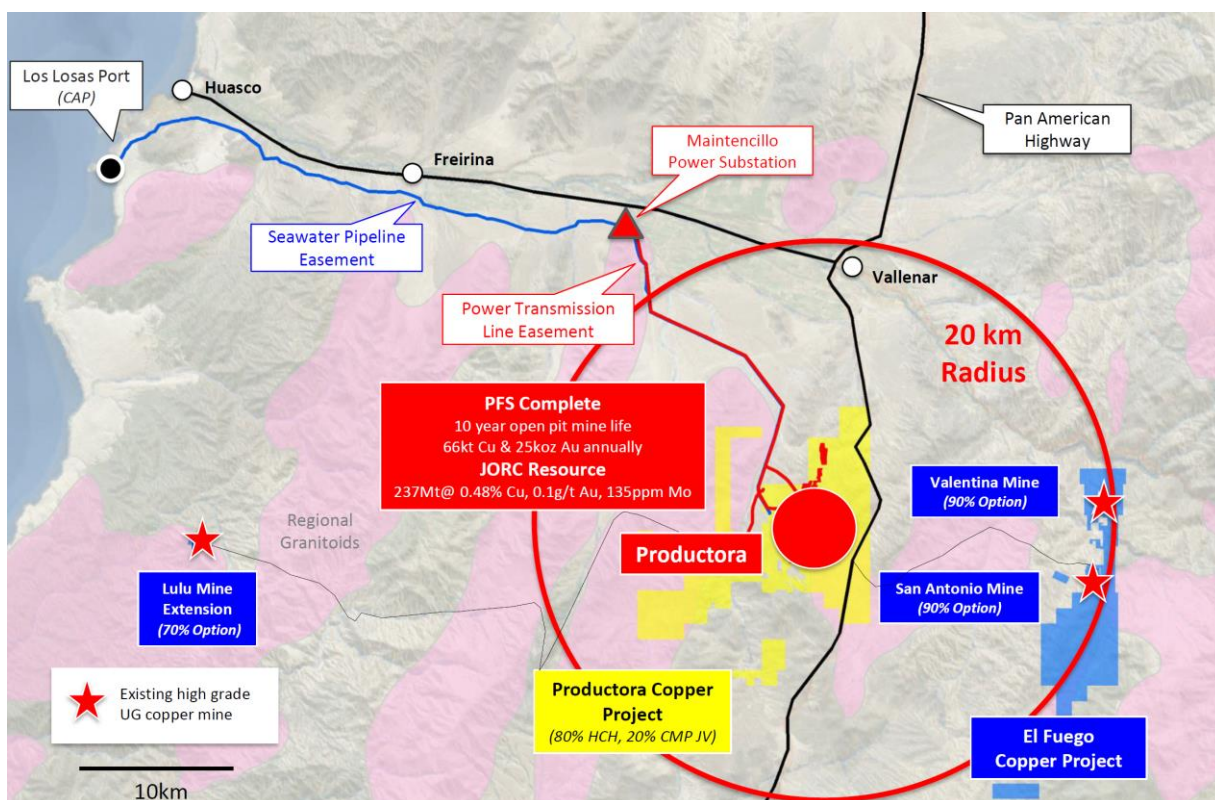 Los Losas Port
(CAP)
Huasco
Freirina
Maintencillo
Power Substation
Pan American
Highway
Seawater Pipeline
Easement
Vallenar
Power Transmission
Line Easement
20 km
Radius
PFS Complete
10 year open pit mine life
66kt Cu & 25koz Au annually
JORC Resource
237Mt@ 0.48% Cu, 0.1g/t Au, 135ppm Mo
Valentina Mine
(90% Option)
Regional
Granitoids
Productora
Lulu Mine
Extension
(70% Option)
San Antonio Mine
(90% Option)
Existing high grade
UG copper mine
Productora Copper
Project
(80% HCH, 20% CMP JV)
El Fuego
Copper Project
10km